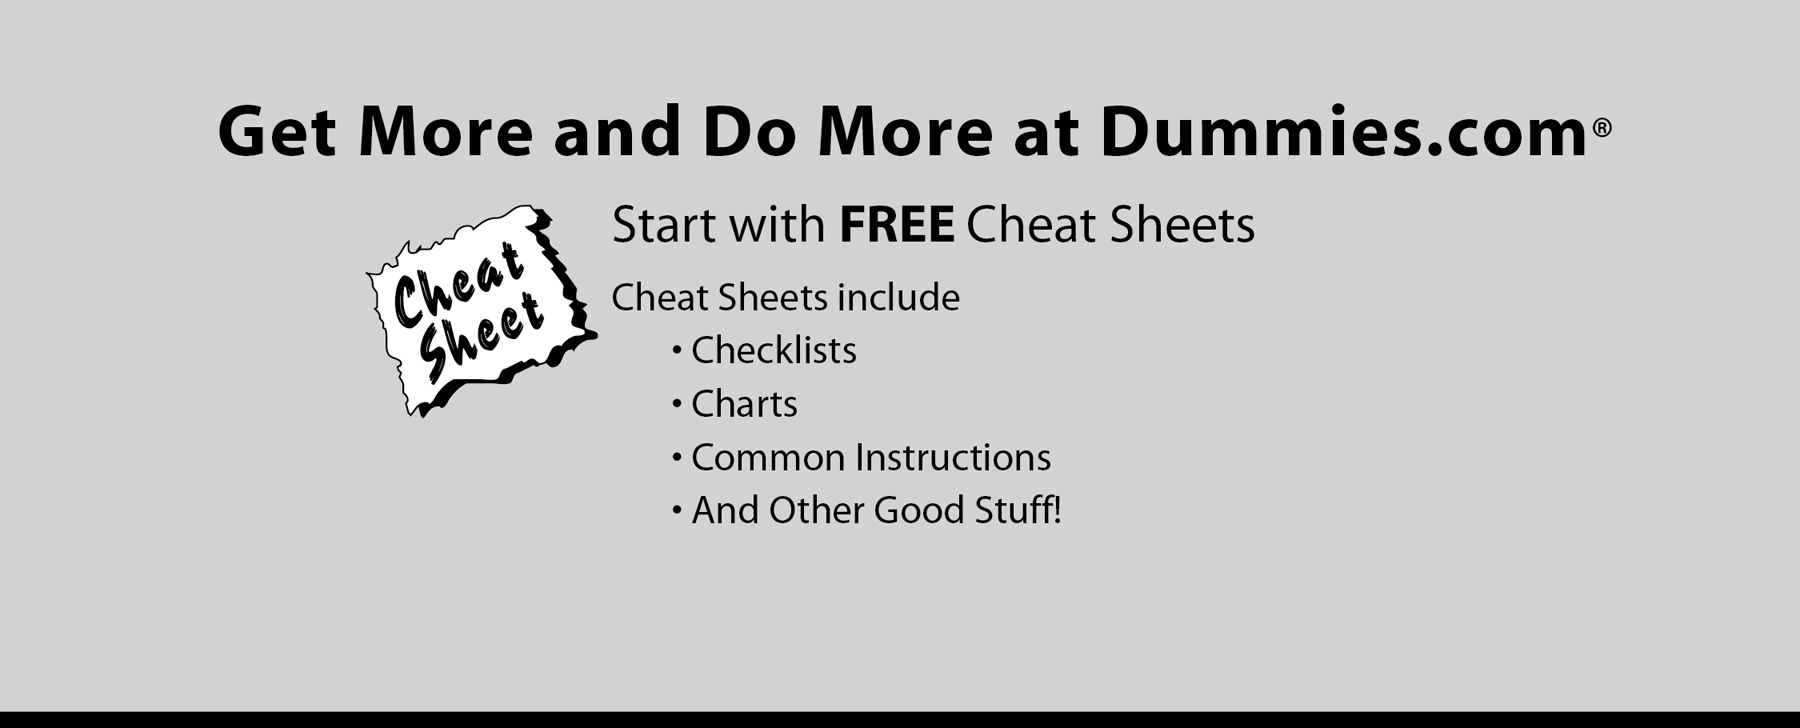 Get More and Do More at Dummies.com®
Start with FREE Cheat Sheets
Cheat
Sheet
Cheat Sheets include
• Checklists
• Charts
• Common Instructions
• And Other Good Stuff!